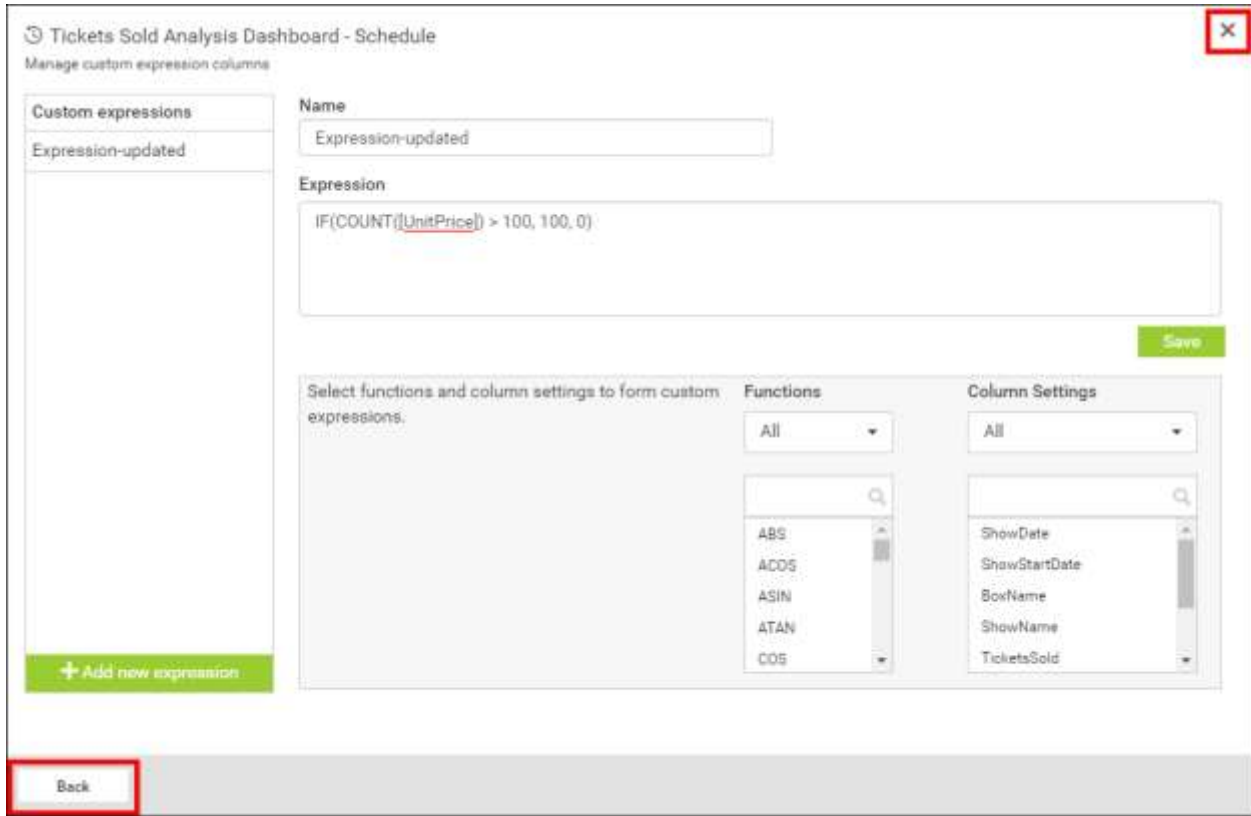 Tickets Sold Analysis Dashboard - Schedule
Manage custom expression columns
Custom expressions
Expression-updated
+ Add new expression
Name
Expression-updated
Expression
IF(COUNT([UnitPrice]) > 100, 100, 0)
Save
Select functions and column settings to form custom
expressions.
Functions
All
ABS
ACOS
ASIN
ATAN
COS
Column Settings
All
ShowDate
ShowStartDate
BoxName
ShowName
TicketsSold
Back